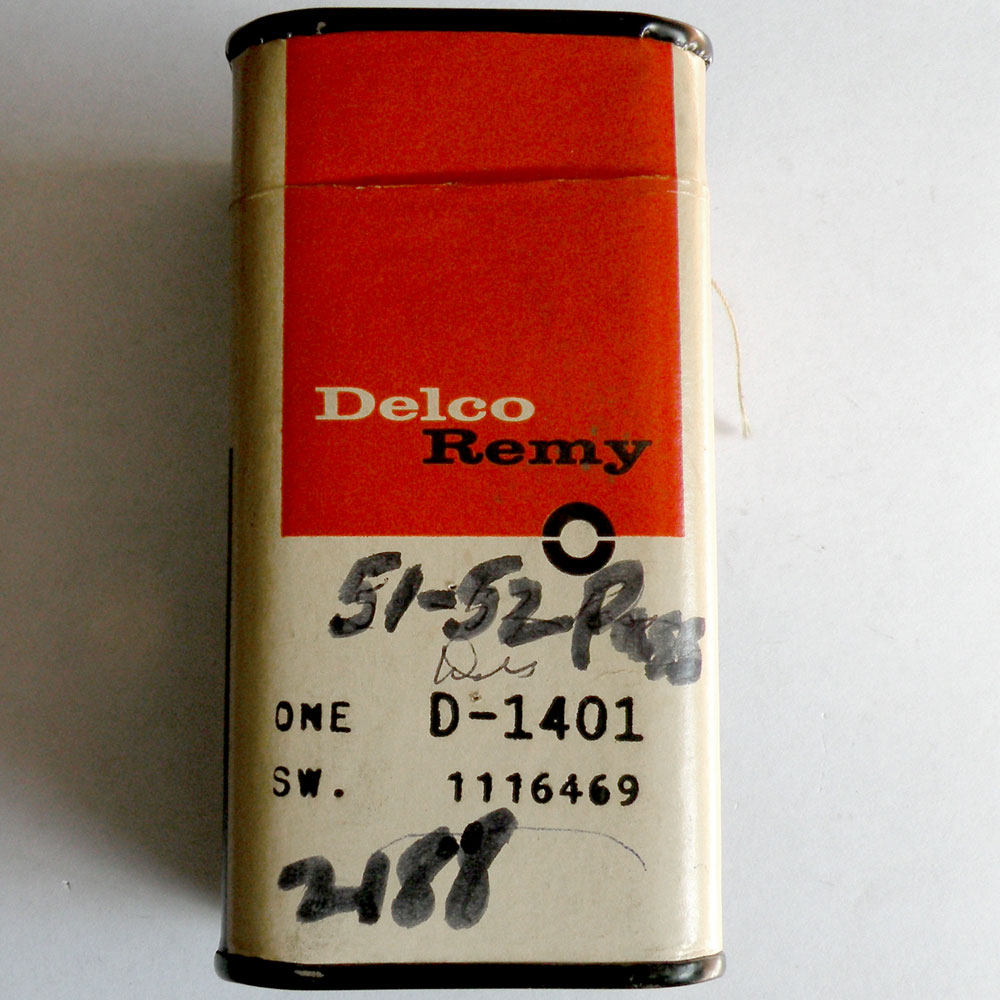 Delco
Remy
51-52
ONE D-1401
SW. 1116469
2188